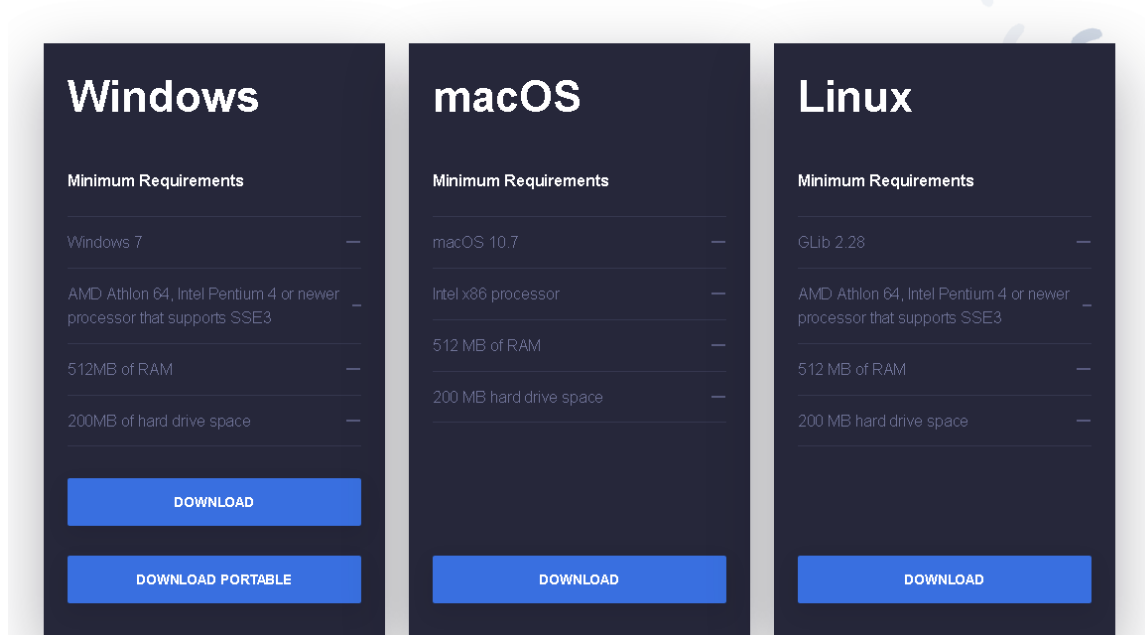 Windows
Minimum Requirements
Windows 7
AMD Athlon 64, Intel Pentium 4 or newer
processor that supports SSE3
512MB of RAM
200MB of hard drive space
DOWNLOAD
DOWNLOAD PORTABLE
macOS
Minimum Requirements
macOS 10.7
Intel x86 processor
512 MB of RAM
200 MB hard drive space
DOWNLOAD
Linux
Minimum Requirements
GLib 2.28
AMD Athlon 64, Intel Pentium 4 or newer
processor that supports SSE3
512 MB of RAM
200 MB hard drive space
DOWNLOAD